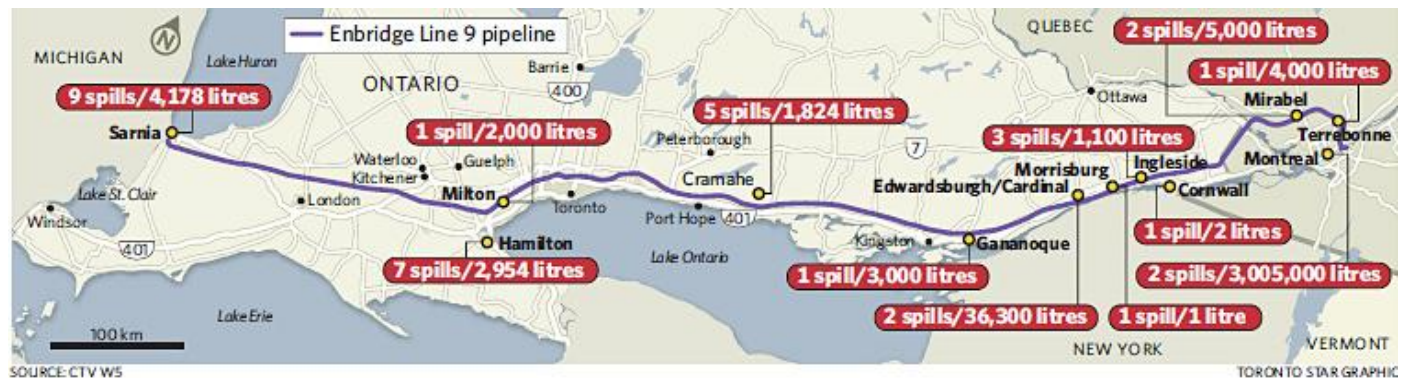 Enbridge Line 9 pipeline
MICHIGAN
Lake Huron
ONTARIO
Barrie
400
QUEBEC
2 spills/5,000 litres
1 spill/4,000 litres
9 spills/4,178 litres
Sarnia
1 spill/2,000 litres
5 spills/1,824 litres
Ottawa
Mirabel
Terrebonne
Peterborough
7
3 spills/1,100 litres
Waterloo
Kitchener
Guelph
Cramahe
Morrisburg
Ingleside
Montreal
Edwardsburgh/Cardinal
Cornwall
Lake St. Clair
London
Milton
Toronto
Port Hope
401
Windsor
401
Hamilton
Lake Ontario
Kingston
Gananoque
1 spill/2 litres
7 spills/2,954 litres
1 spill/3,000 litres
2 spills/3,005,000 litres
Lake Erie
2 spills/36,300 litres
1 spill/1 litre
100 km
NEW YORK
VERMONT
SOURCE: CTV W5
TORONTO STAR GRAPHIC